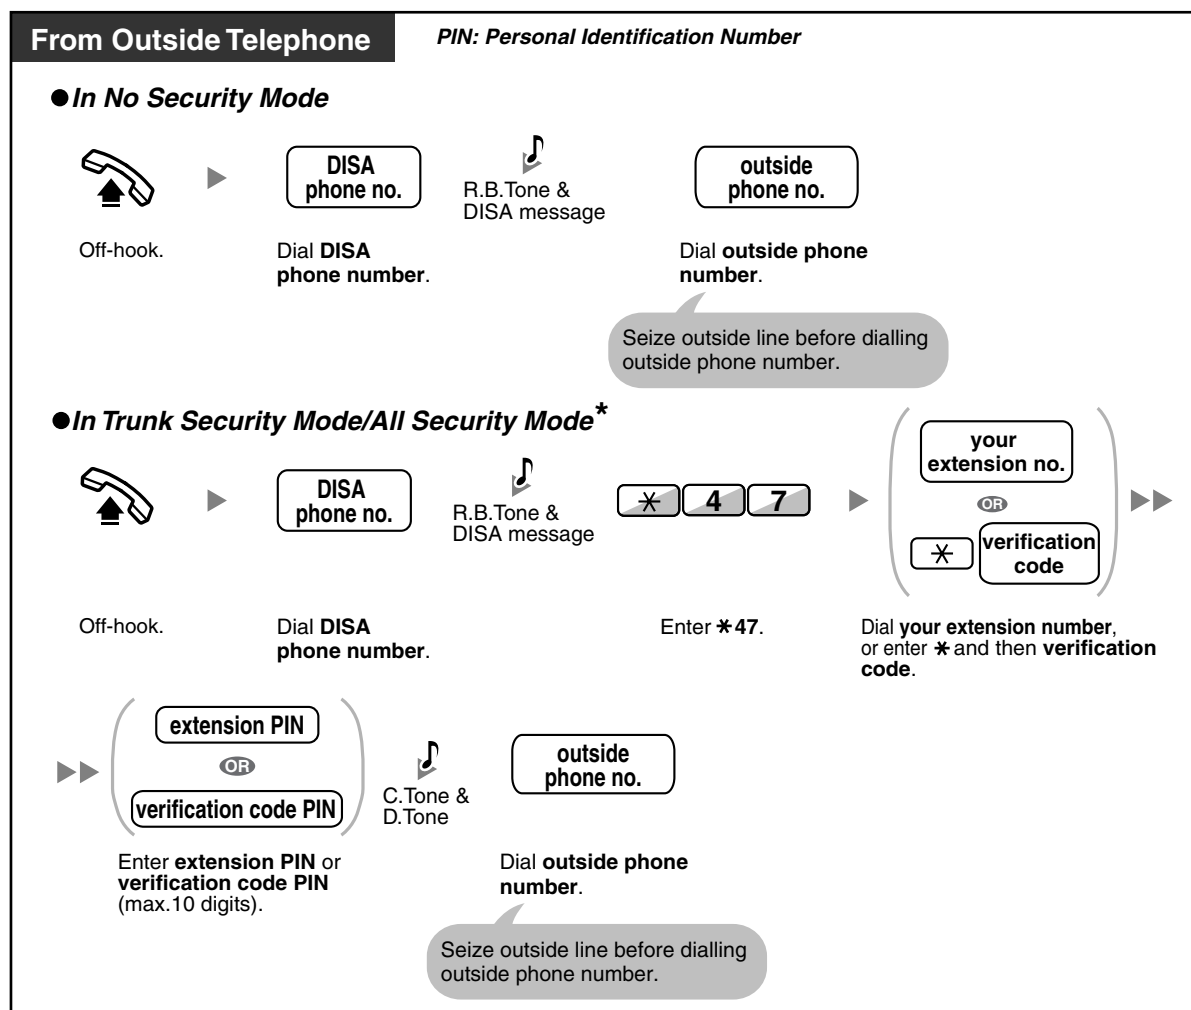 From Outside Telephone
PIN: Personal Identification Number
●In No Security Mode
DISA
phone no.
R.B.Tone &
DISA message
outside
phone no.
Off-hook.
Dial DISA
phone number.
Dial outside phone
number.
Seize outside line before dialling
outside phone number.
●In Trunk Security Mode/All Security Mode*
DISA
phone no.
R.B.Tone &
DISA message
* 4 7
your
extension no.
OR
* verification
code
Off-hook.
Dial DISA
phone number.
Enter *47.
Dial your extension number,
or enter * and then verification
code.
extension PIN
OR
verification code PIN
C.Tone &
D.Tone
outside
phone no.
Enter extension PIN or
verification code PIN
(max.10 digits).
Dial outside phone
number.
Seize outside line before dialling
outside phone number.